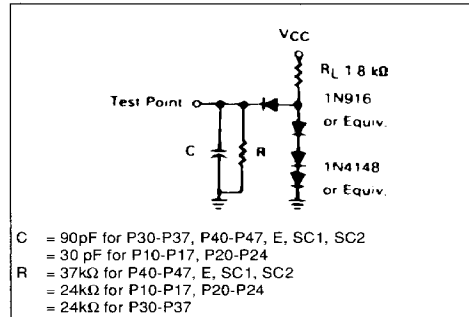 VCC
RL 1 8 kΩ
Test Point
1N916
or Equiv.
C
R
1N4148
or Equiv.
C = 90pF for P30-P37, P40-P47, E, SC1, SC2
= 30 pF for P10-P17, P20-P24
R = 37kΩ for P40-P47, E, SC1, SC2
= 24kΩ for P10-P17, P20-P24
= 24kΩ for P30-P37